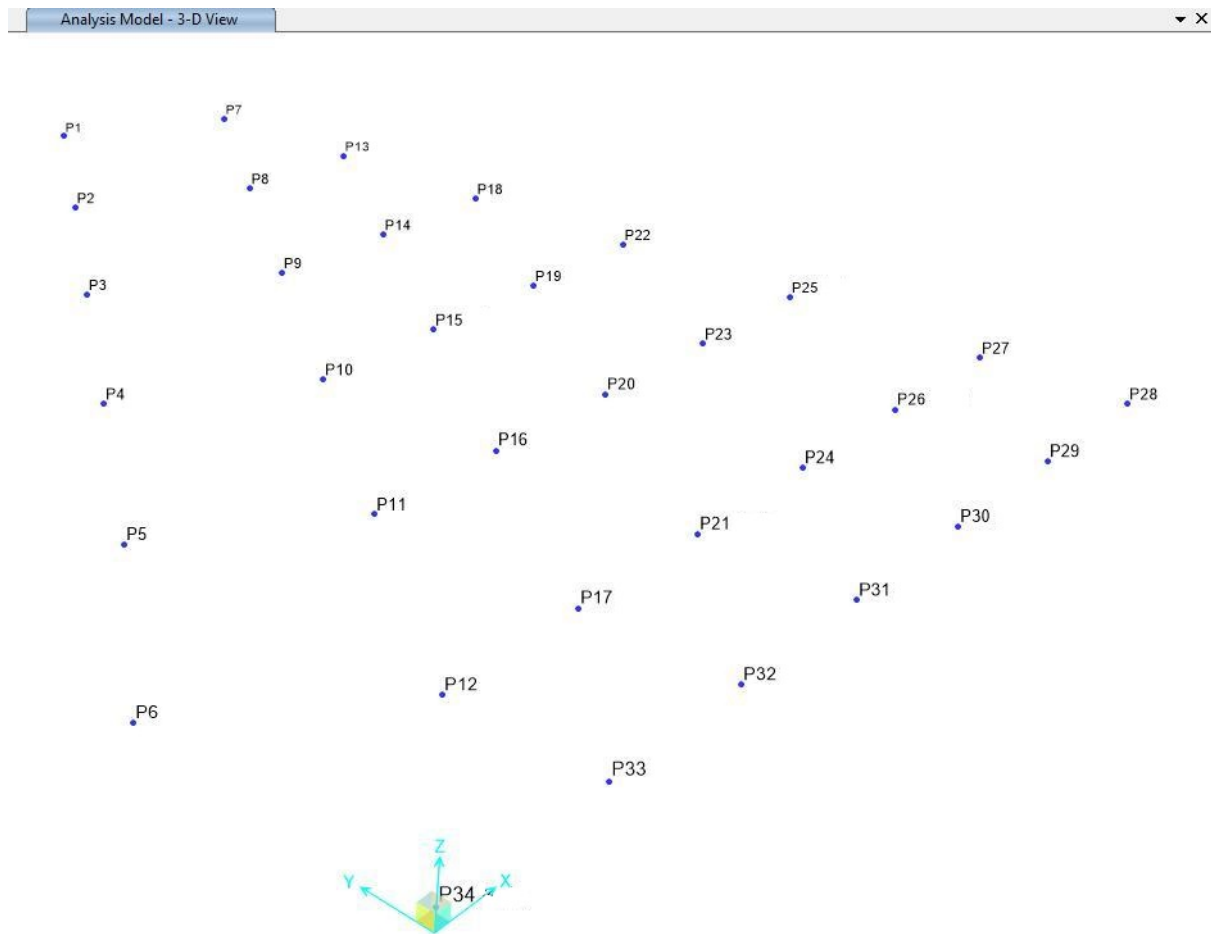 Analysis Model - 3-D View
P7
P1
P13
P8
P18
P2
P14
P22
P9
P19
P3
P25
P15
P23
P27
P10
P20
P4
P26
P28
P16
P29
P24
P11
P30
P21
P5
P31
P17
P32
P12
P6
P33
Z
Y
X
P34